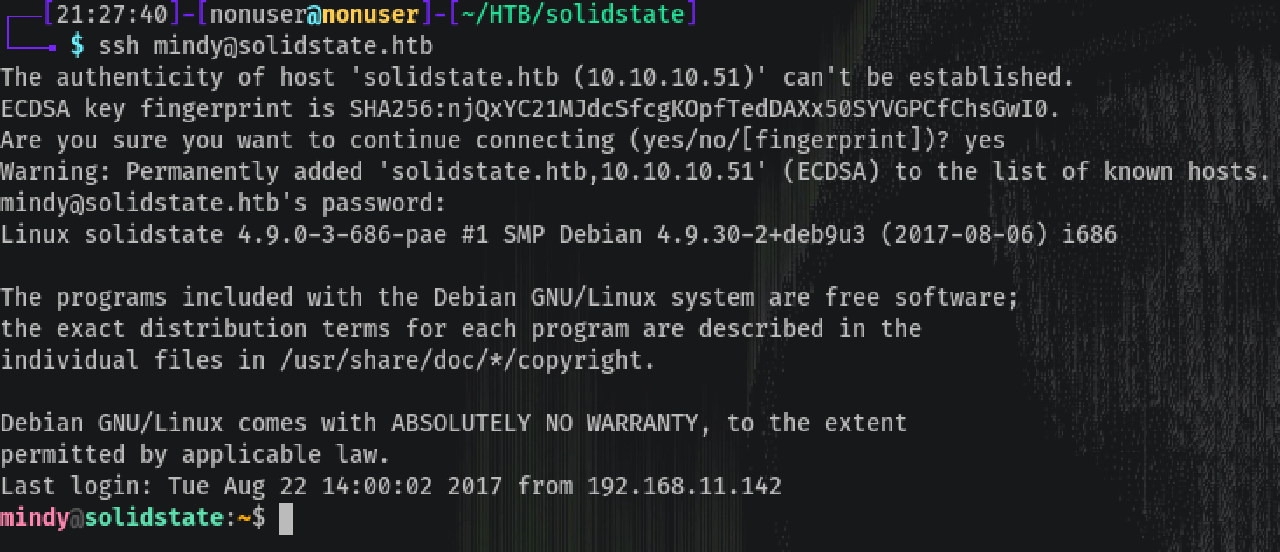 ┌──[21:27:40]-[nonuser@nonuser]-[~/HTB/solidstate]
└──╼ $ ssh mindy@solidstate.htb
The authenticity of host 'solidstate.htb (10.10.10.51)' can't be established.
ECDSA key fingerprint is SHA256:njQxYC21MJdcSfcgKOpfTedDAXx50SYVGPCfChsGwI0.
Are you sure you want to continue connecting (yes/no/[fingerprint])? yes
Warning: Permanently added 'solidstate.htb,10.10.10.51' (ECDSA) to the list of known hosts.
mindy@solidstate.htb's password:
Linux solidstate 4.9.0-3-686-pae #1 SMP Debian 4.9.30-2+deb9u3 (2017-08-06) i686
The programs included with the Debian GNU/Linux system are free software;
the exact distribution terms for each program are described in the
individual files in /usr/share/doc/*/copyright.
Debian GNU/Linux comes with ABSOLUTELY NO WARRANTY, to the extent
permitted by applicable law.
Last login: Tue Aug 22 14:00:02 2017 from 192.168.11.142
mindy@solidstate:~$